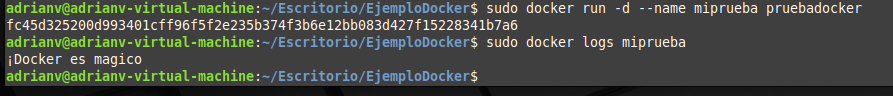 adrianv@adrianv-virtual-machine:~/Escritorio/EjemploDocker$ sudo docker run -d --name miprueba pruebadocker
fc45d325200d993401cff96f5f2e235b374f3b6e12bb083d427f15228341b7a6
adrianv@adrianv-virtual-machine:~/Escritorio/EjemploDocker$ sudo docker logs miprueba
¡Docker es magico
adrianv@adrianv-virtual-machine:~/Escritorio/EjemploDocker$